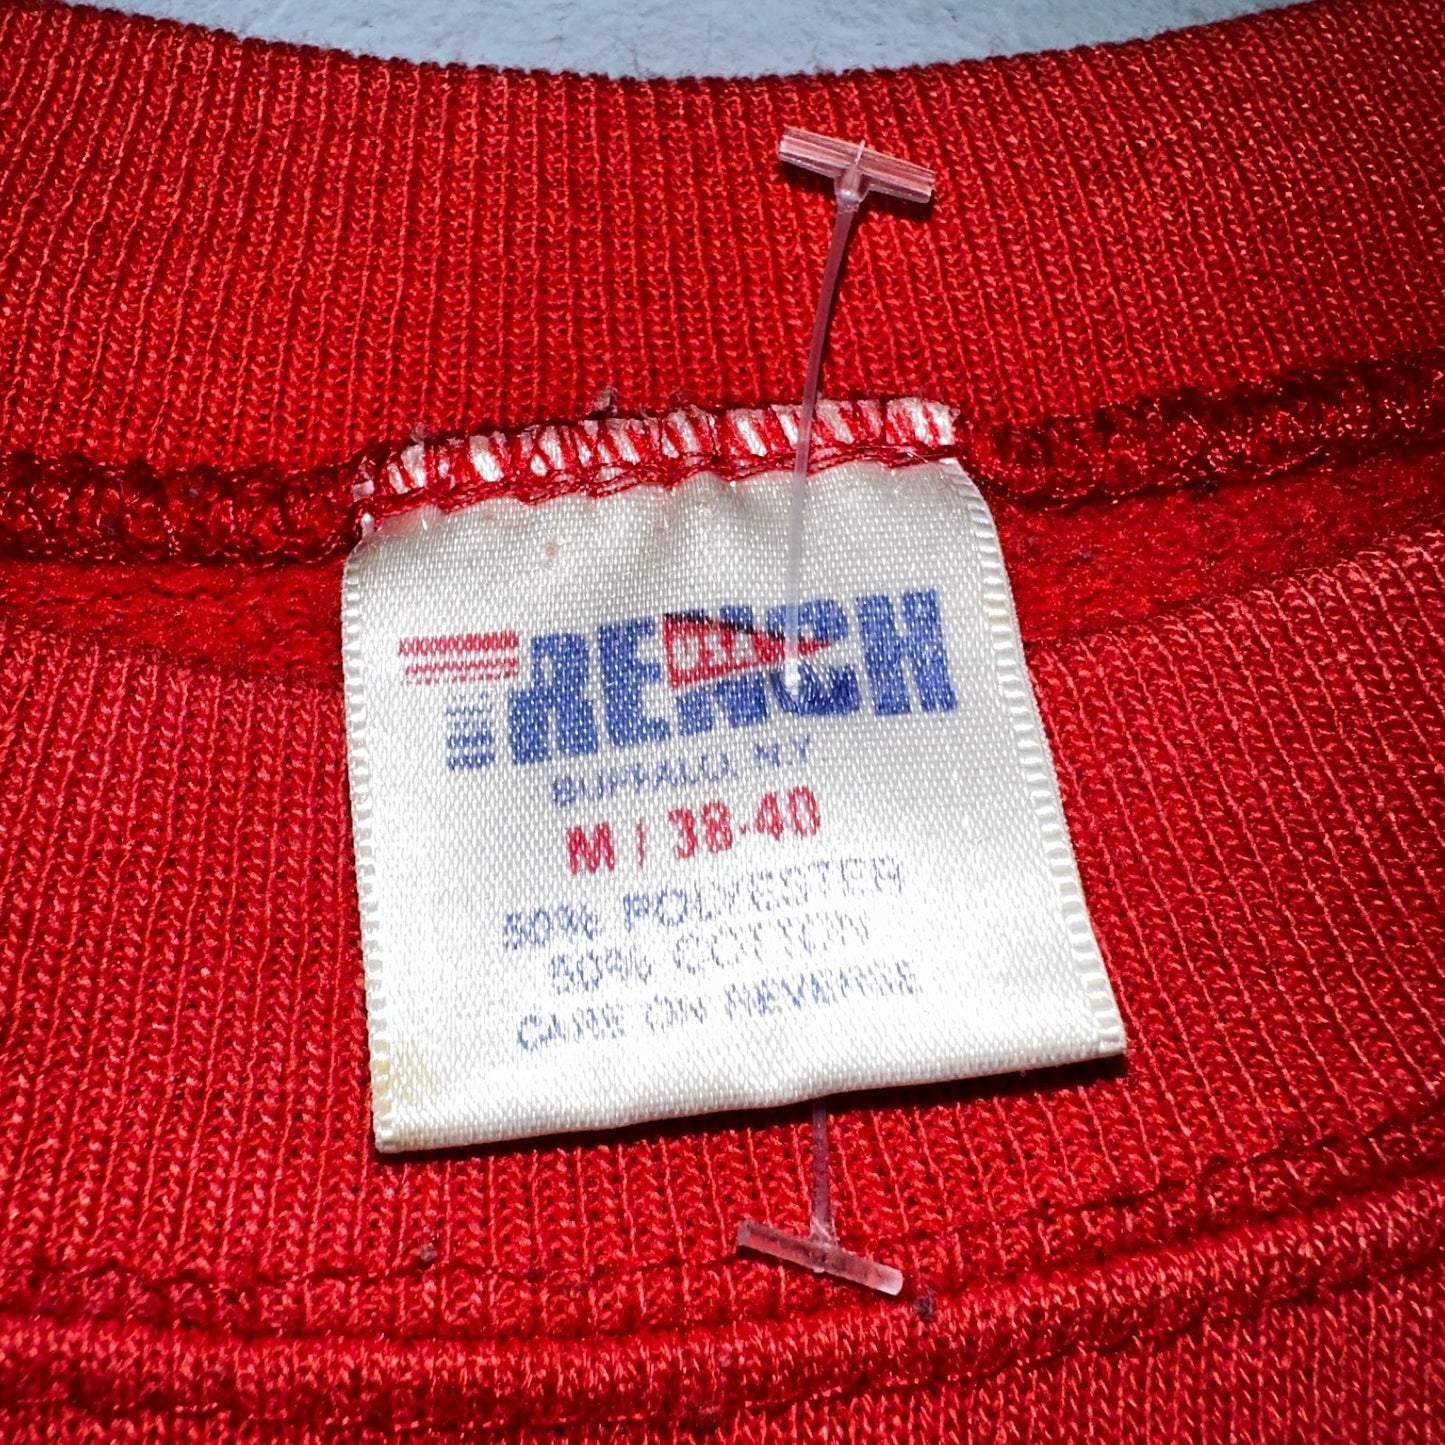 TRENCH
BUFFALO, N.Y
M / 38-40
50% POLYESTER
50% COTTON
CARE ON REVERSE